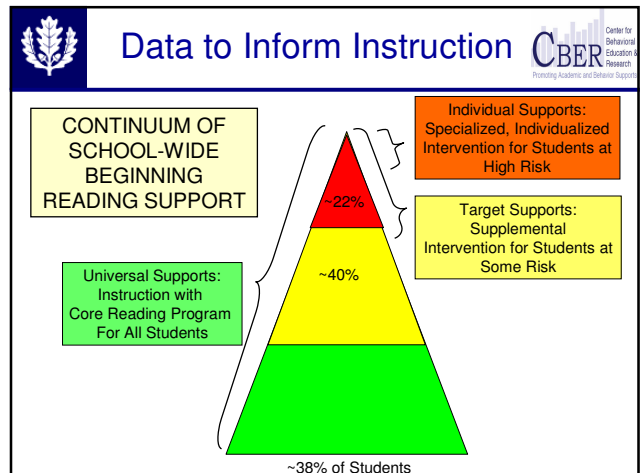 Data to Inform Instruction
CBER
Center for
Behavioral
Education &
Research
Promoting Academic and Behavior Supports
CONTINUUM OF
SCHOOL-WIDE
BEGINNING
READING SUPPORT
Individual Supports:
Specialized, Individualized
Intervention for Students at
High Risk
~22%
Target Supports:
Supplemental
Intervention for Students at
Some Risk
Universal Supports:
Instruction with
Core Reading Program
For All Students
~40%
~38% of Students